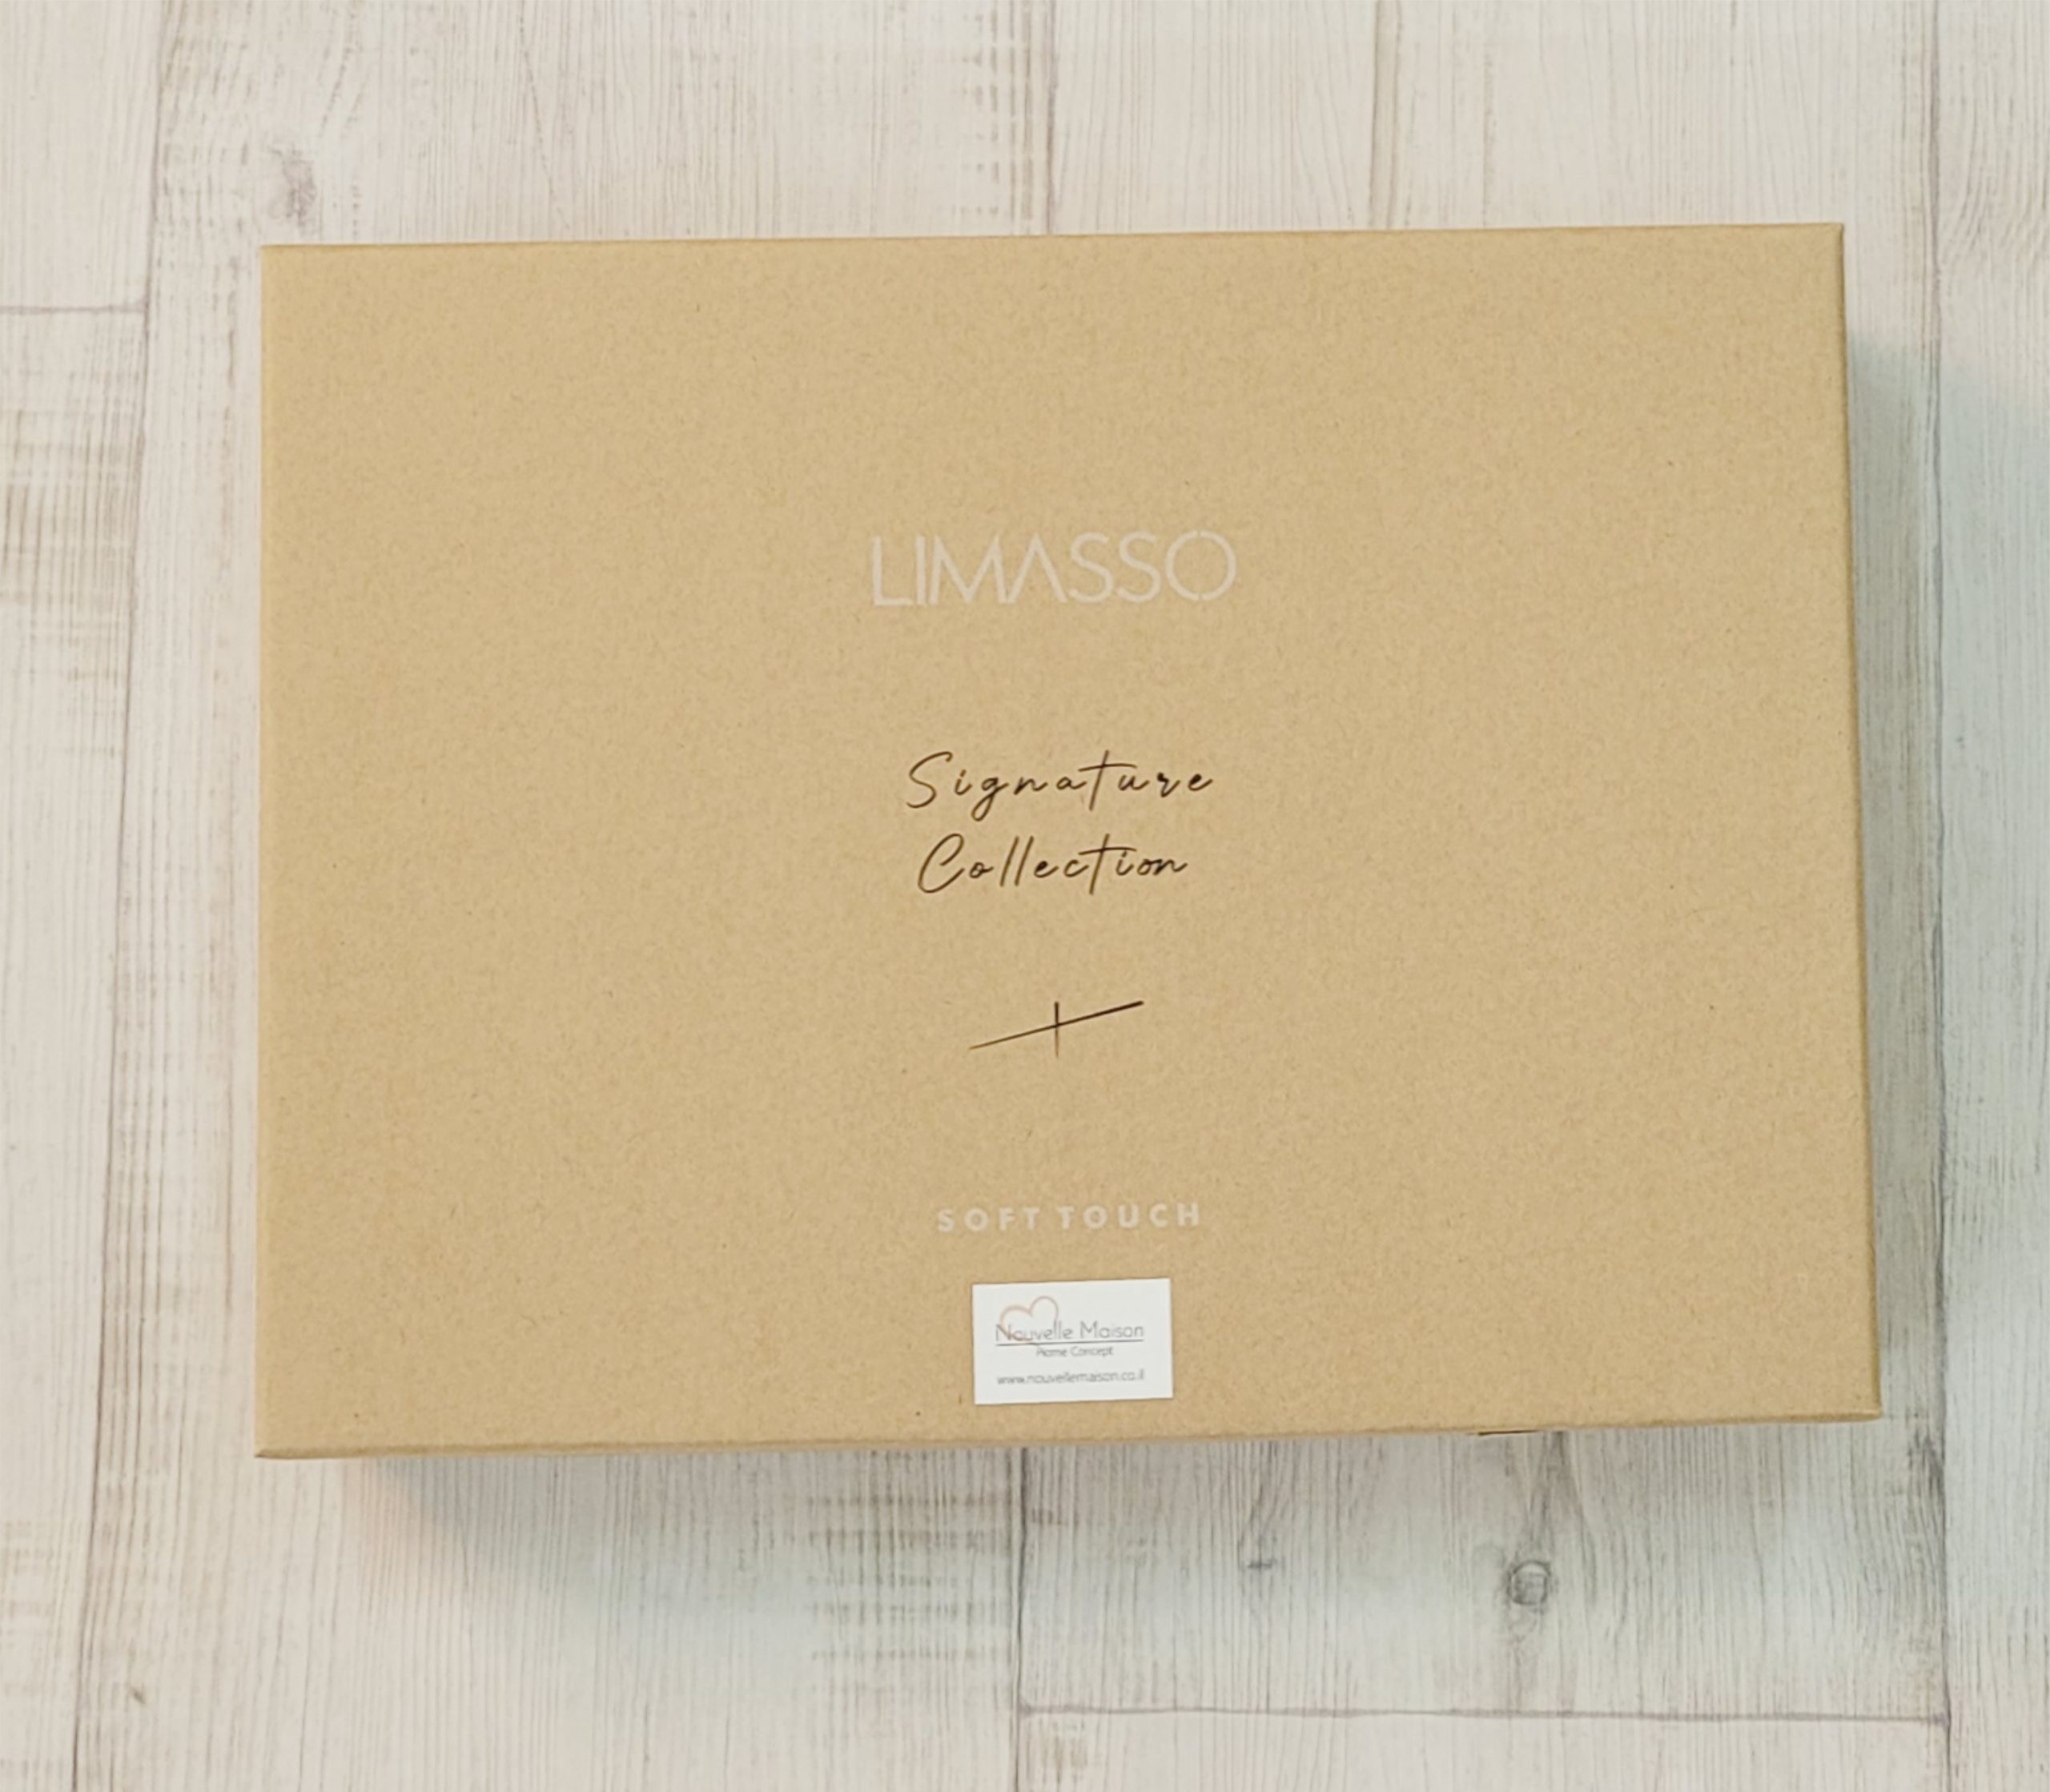 LIMASSO
Signature
Collection
SOFT TOUCH
Nouvelle Maison
Home Concept
www.nouvellemaison.co.il